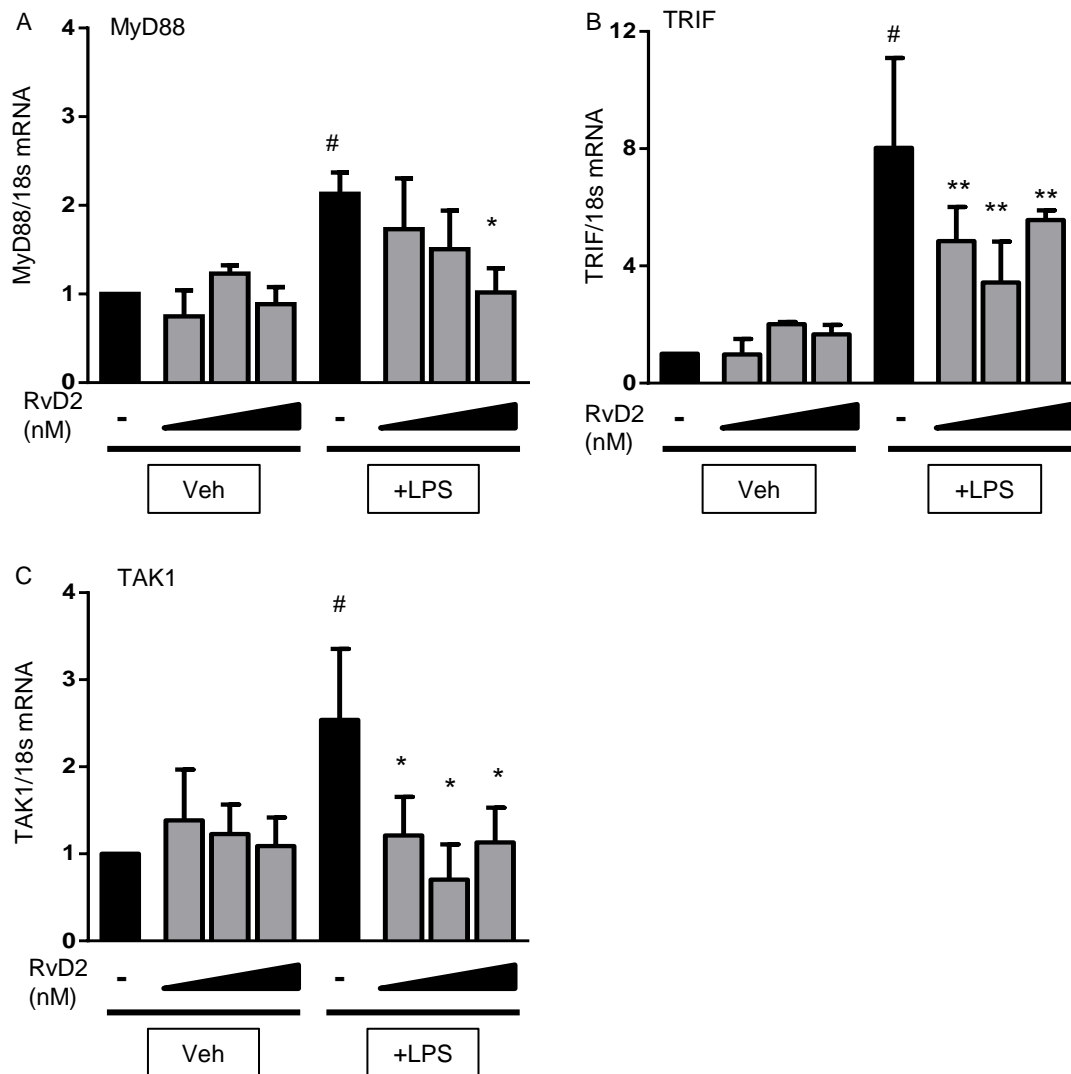 A
MyD88
MyD88/18s mRNA
4
3
2
1
0
#
*
RvD2
(nM)
-
-
Veh
+LPS
B
TRIF
TRIF/18s mRNA
12
8
4
0
#
**
**
**
RvD2
(nM)
-
-
Veh
+LPS
C
TAK1
TAK1/18s mRNA
4
3
2
1
0
#
*
*
*
RvD2
(nM)
-
-
Veh
+LPS